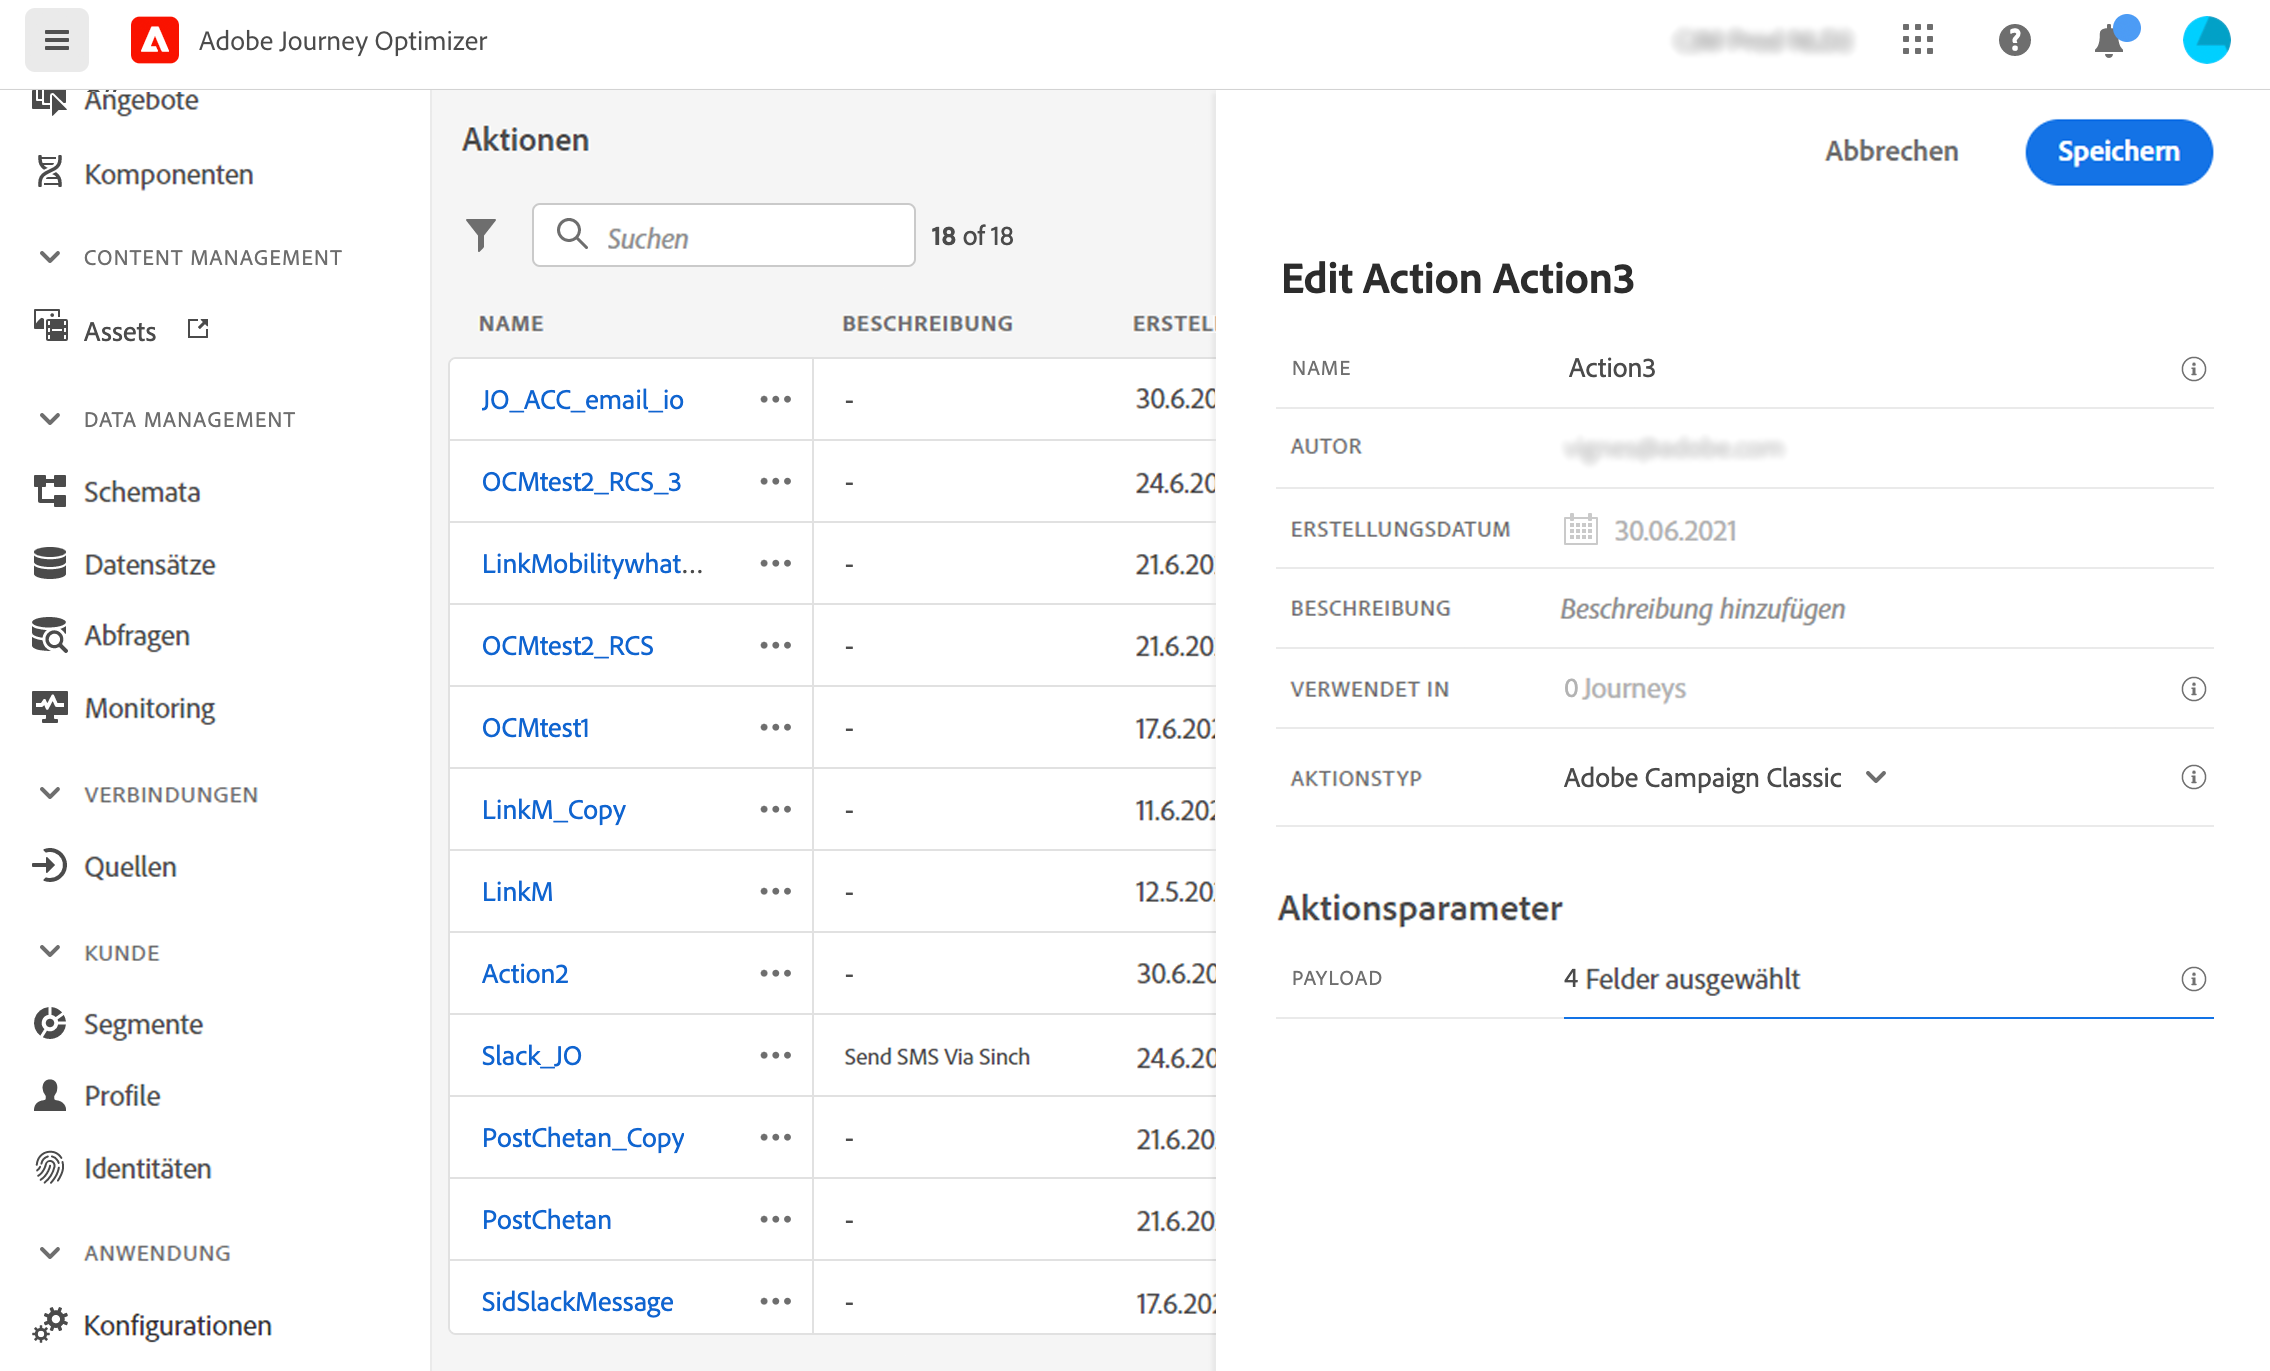 Adobe Journey Optimizer
Angebote
Komponenten
CONTENT MANAGEMENT
Assets
DATA MANAGEMENT
Schemata
Datensätze
Abfragen
Monitoring
VERBINDUNGEN
Quellen
KUNDE
Segmente
Profile
Identitäten
ANWENDUNG
Konfigurationen
Aktionen
Suchen
18 of 18
NAME BESCHREIBUNG ERSTEL
JO_ACC_email_io ••• - 30.6.20
OCMtest2_RCS_3 ••• - 24.6.20
LinkMobilitywhat... ••• - 21.6.20
OCMtest2_RCS ••• - 21.6.20
OCMtest1 ••• - 17.6.202
LinkM_Copy ••• - 11.6.202
LinkM ••• - 12.5.20
Action2 ••• - 30.6.20
Slack_JO ••• Send SMS Via Sinch 24.6.20
PostChetan_Copy ••• - 21.6.20
PostChetan ••• - 21.6.20
SidSlackMessage ••• - 17.6.202
Abbrechen
Speichern
Edit Action Action3
NAME Action3
AUTOR
ERSTELLUNGSDATUM 30.06.2021
BESCHREIBUNG Beschreibung hinzufügen
VERWENDET IN 0 Journeys
AKTIONSTYP Adobe Campaign Classic
Aktionsparameter
PAYLOAD 4 Felder ausgewählt